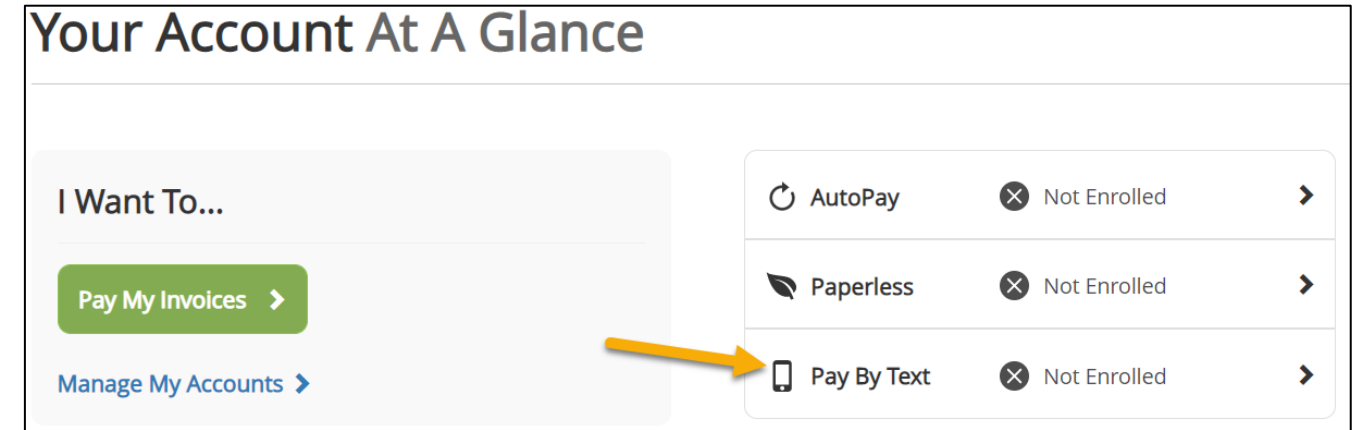 Your Account At A Glance
I Want To...
Pay My Invoices
Manage My Accounts
AutoPay Not Enrolled
Paperless Not Enrolled
Pay By Text Not Enrolled